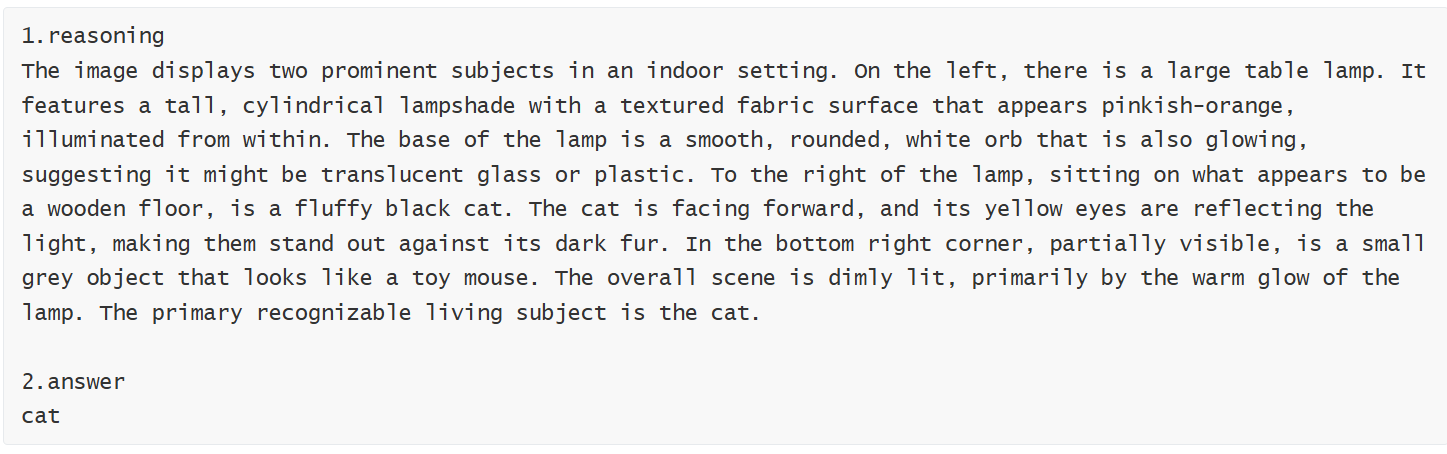 1.reasoning
The image displays two prominent subjects in an indoor setting. On the left, there is a large table lamp. It
features a tall, cylindrical lampshade with a textured fabric surface that appears pinkish-orange,
illuminated from within. The base of the lamp is a smooth, rounded, white orb that is also glowing,
suggesting it might be translucent glass or plastic. To the right of the lamp, sitting on what appears to be
a wooden floor, is a fluffy black cat. The cat is facing forward, and its yellow eyes are reflecting the
light, making them stand out against its dark fur. In the bottom right corner, partially visible, is a small
grey object that looks like a toy mouse. The overall scene is dimly lit, primarily by the warm glow of the
lamp. The primary recognizable living subject is the cat.
2.answer
cat